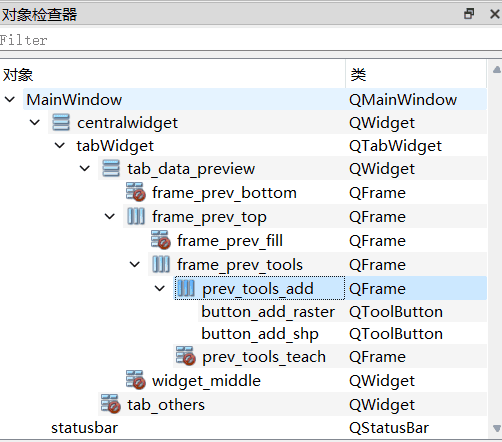 对象检查器
Filter
对象 类
MainWindow QMainWindow
centralwidget QWidget
tabWidget QTabWidget
tab_data_preview QWidget
frame_prev_bottom QFrame
frame_prev_top QFrame
frame_prev_fill QFrame
frame_prev_tools QFrame
prev_tools_add QFrame
button_add_raster QToolButton
button_add_shp QToolButton
prev_tools_teach QFrame
widget_middle QWidget
tab_others QWidget
statusbar QStatusBar